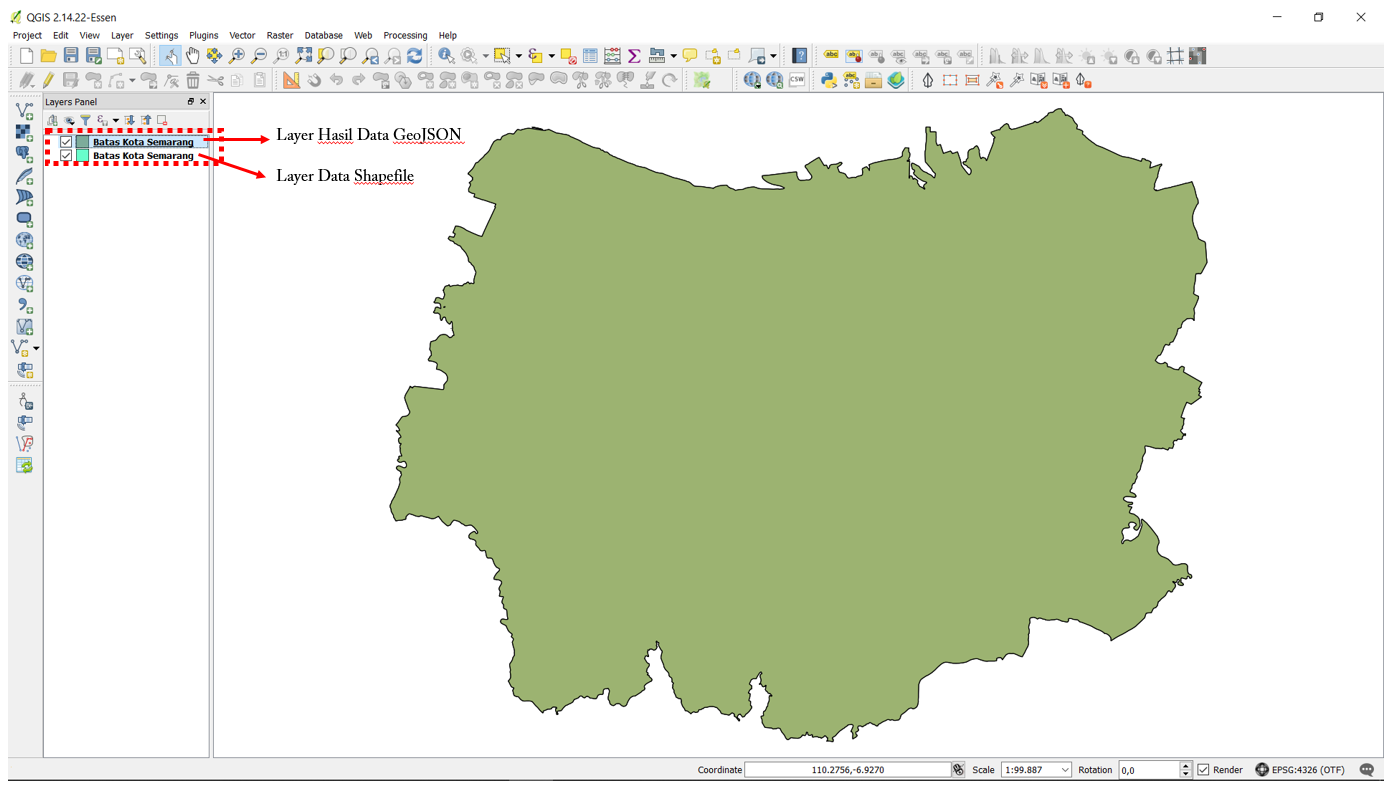 QGIS 2.14.22-Essen
Project Edit View Layer Settings Plugins Vector Raster Database Web Processing Help
Layers Panel
Batas Kota Semarang
Batas Kota Semarang
Layer Hasil Data GeoJSON
Layer Data Shapefile
Coordinate 110.2756,-6.9270 Scale 1:99.887 Rotation 0,0 Render EPSG:4326 (OTF)